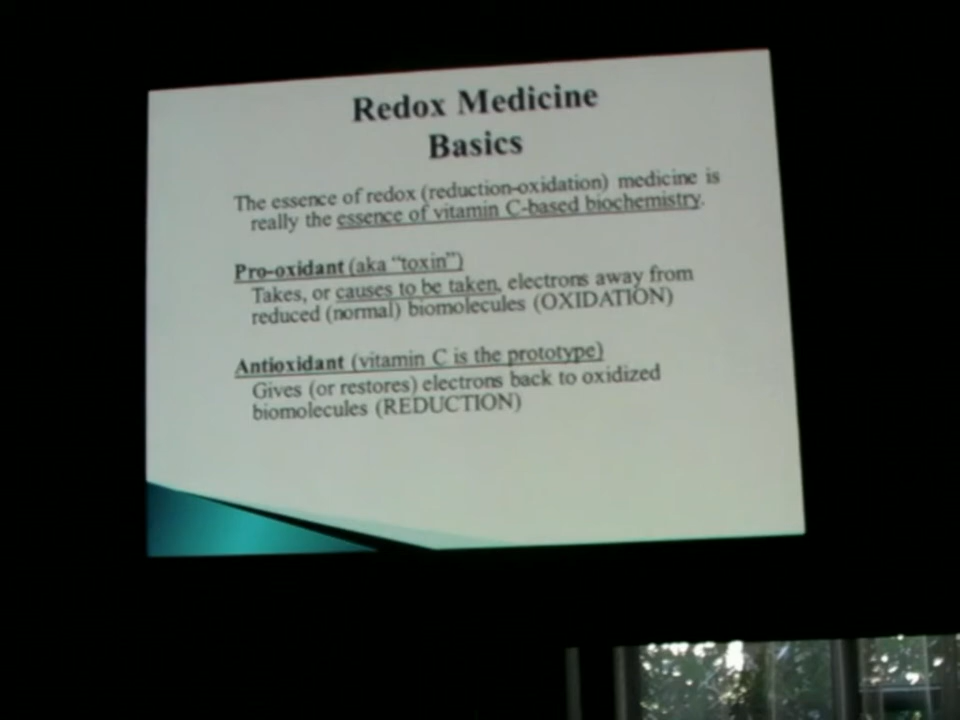 Redox Medicine
Basics
The essence of redox (reduction-oxidation) medicine is
really the essence of vitamin C-based biochemistry.
Pro-oxidant (aka “toxin”)
Takes, or causes to be taken, electrons away from
reduced (normal) biomolecules (OXIDATION)
Antioxidant (vitamin C is the prototype)
Gives (or restores) electrons back to oxidized
biomolecules (REDUCTION)